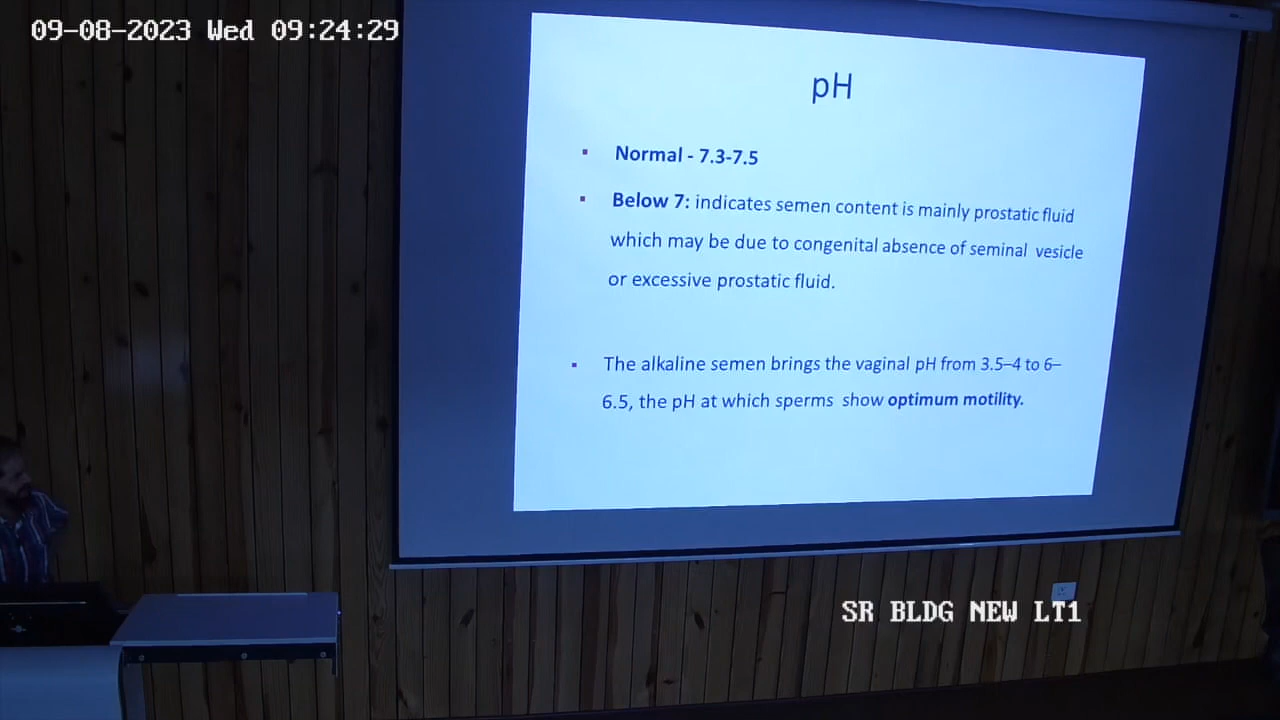 09-08-2023 Wed 09:24:29
pH
▪ Normal - 7.3-7.5
▪ Below 7: indicates semen content is mainly prostatic fluid
which may be due to congenital absence of seminal vesicle
or excessive prostatic fluid.
▪ The alkaline semen brings the vaginal pH from 3.5–4 to 6–
6.5, the pH at which sperms show optimum motility.
SR BLDG NEW LT1